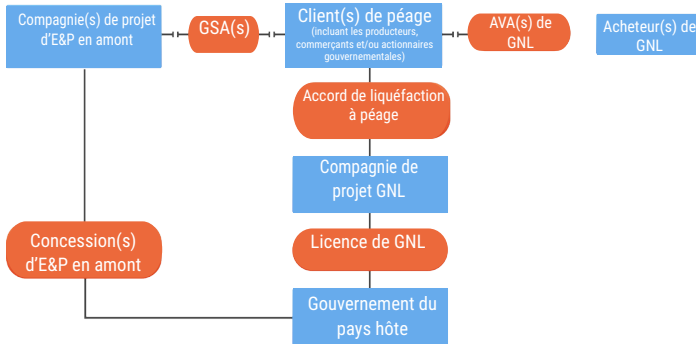 Compagnie(s) de projet
d'E&P en amont
GSA(s)
Client(s) de péage
(incluant les producteurs,
commerçants et/ou actionnaires
gouvernementales)
AVA(s) de
GNL
Acheteur(s) de
GNL
Accord de liquéfaction
à péage
Compagnie de
projet GNL
Concession(s)
d'E&P en amont
Licence de GNL
Gouvernement du
pays hôte